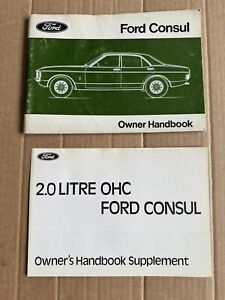 Ford
Ford Consul
Owner Handbook
Ford
2.0 LITRE OHC
FORD CONSUL
Owner's Handbook Supplement